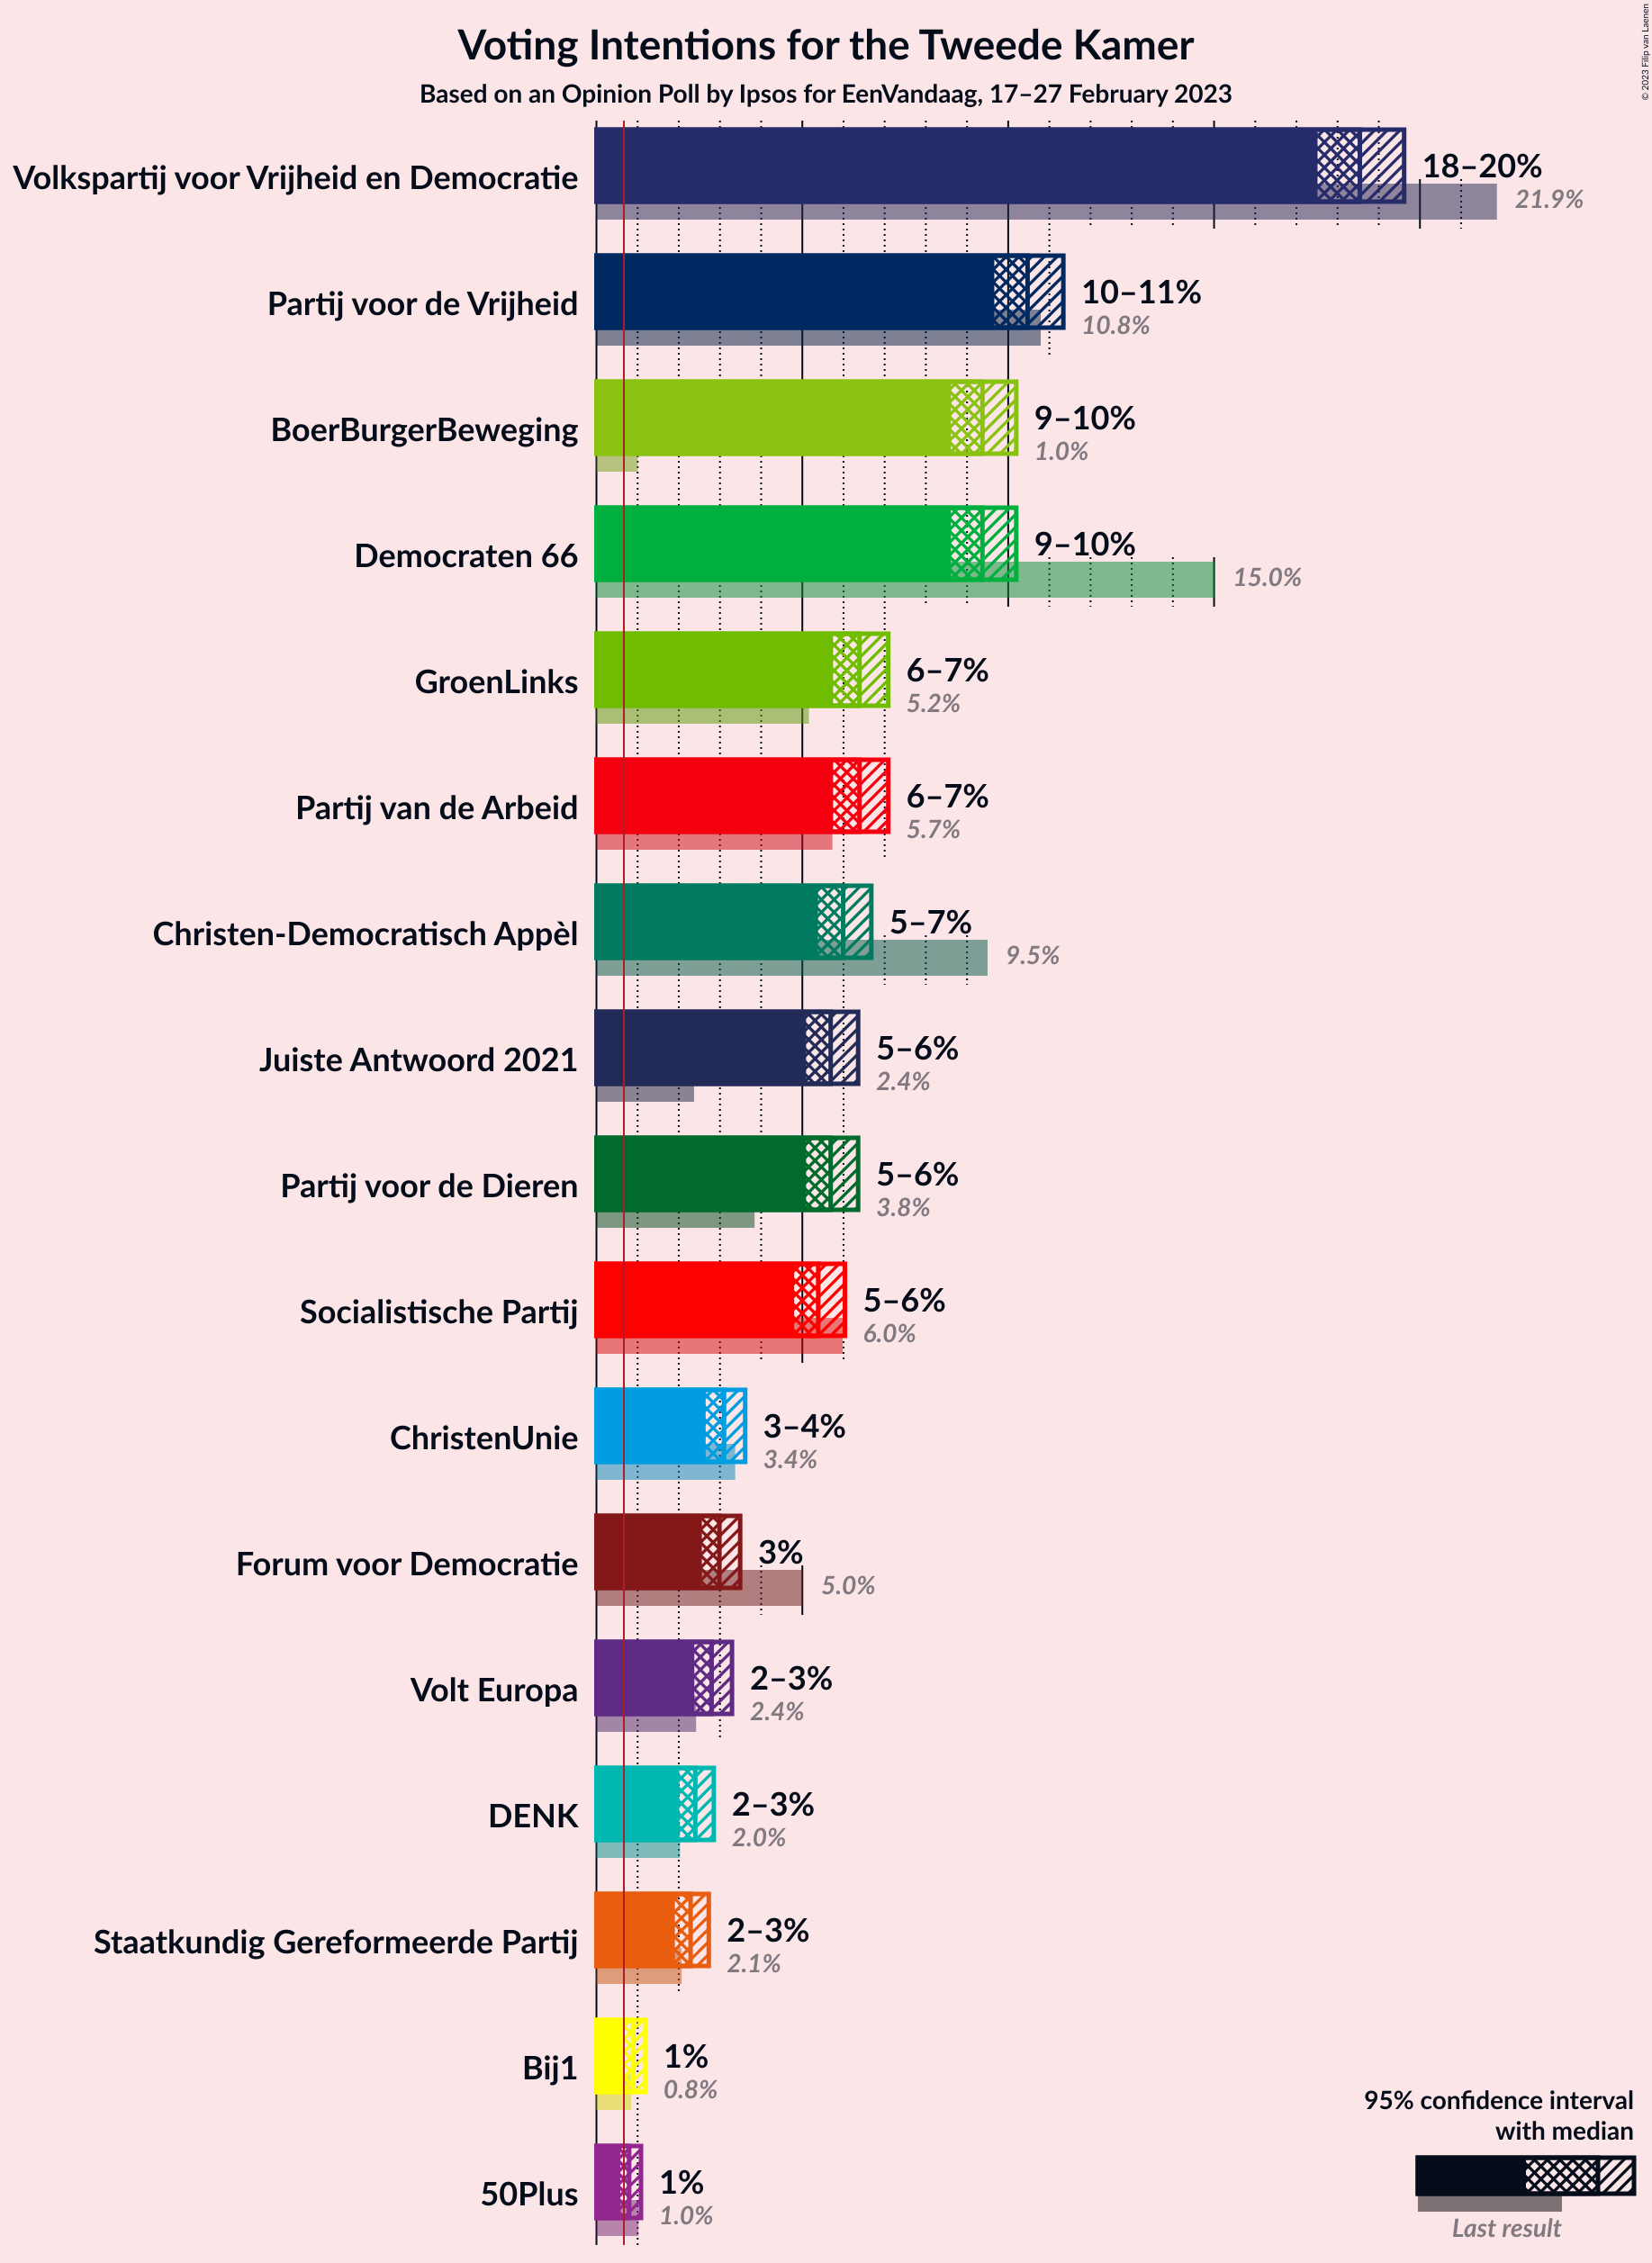 Voting Intentions for the Tweede Kamer
Based on an Opinion Poll by Ipsos for EenVandaag, 17–27 February 2023
© 2023 Filip van Laenen
Volkspartij voor Vrijheid en Democratie
18–20%
21.9%
Partij voor de Vrijheid
10–11%
10.8%
BoerBurgerBeweging
9–10%
1.0%
Democraten 66
9–10%
15.0%
GroenLinks
6–7%
5.2%
Partij van de Arbeid
6–7%
5.7%
Christen-Democratisch Appèl
5–7%
9.5%
Juiste Antwoord 2021
5–6%
2.4%
Partij voor de Dieren
5–6%
3.8%
Socialistische Partij
5–6%
6.0%
ChristenUnie
3–4%
3.4%
Forum voor Democratie
3%
5.0%
Volt Europa
2–3%
2.4%
DENK
2–3%
2.0%
Staatkundig Gereformeerde Partij
2–3%
2.1%
Bij1
1%
0.8%
50Plus
1%
1.0%
95% confidence interval
with median
Last result